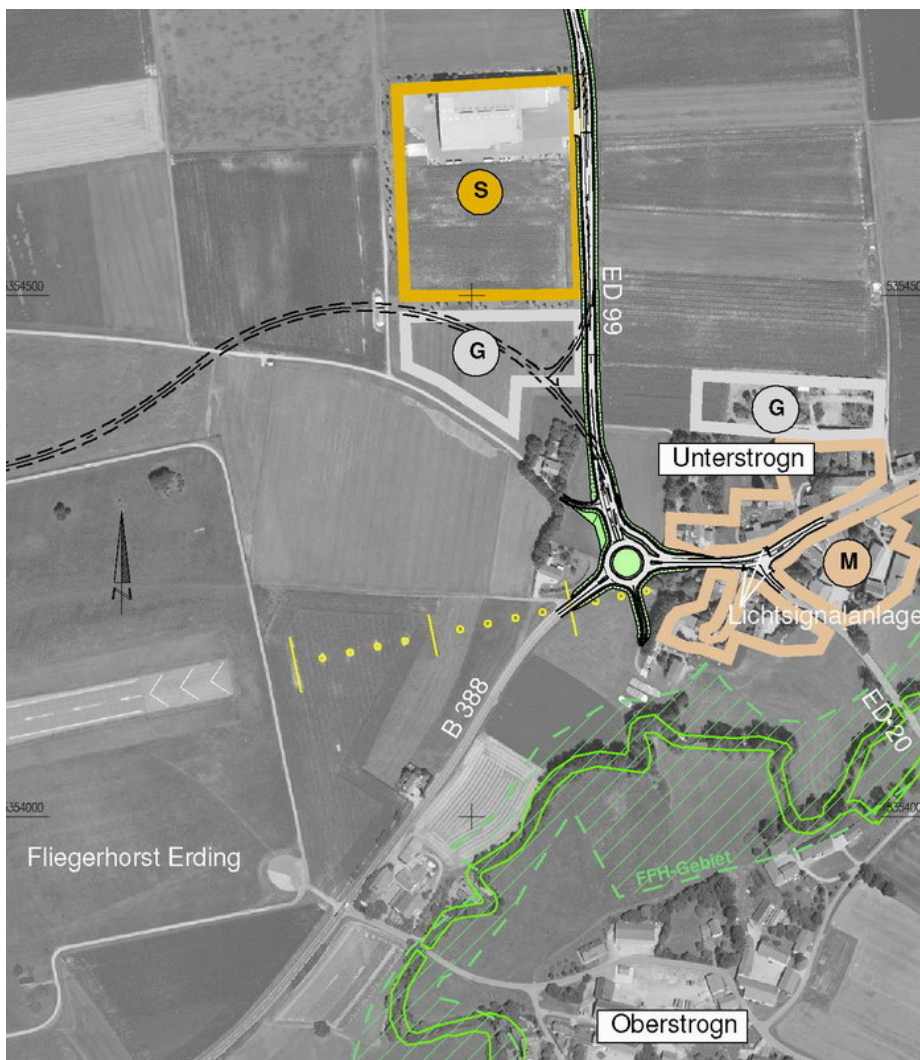 S
5354500
5354500
ED 99
G
G
Unterstrogn
M
Lichtsignalanlage
N
B 388
ED 20
5354000
5354000
Fliegerhorst Erding
FFH-Gebiet
Oberstrogn